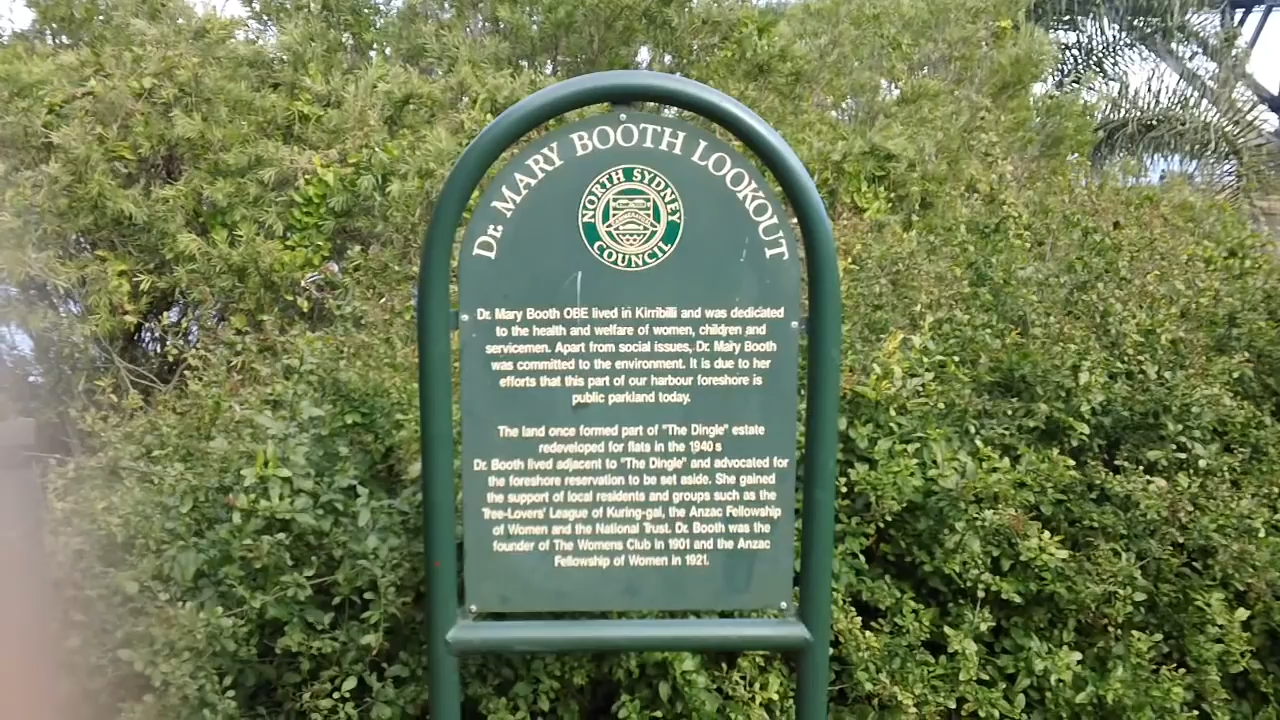 Dr. MARY BOOTH LOOKOUT
NORTH SYDNEY
COUNCIL
Dr. Mary Booth OBE lived in Kirribilli and was dedicated
to the health and welfare of women, children and
servicemen. Apart from social issues, Dr. Mary Booth
was committed to the environment. It is due to her
efforts that this part of our harbour foreshore is
public parkland today.
The land once formed part of "The Dingle" estate
redeveloped for flats in the 1940s
Dr. Booth lived adjacent to "The Dingle" and advocated for
the foreshore reservation to be set aside. She gained
the support of local residents and groups such as the
Tree-Lovers' League of Kuring-gai, the Anzac Fellowship
of Women and the National Trust. Dr. Booth was the
founder of The Womens Club in 1901 and the Anzac
Fellowship of Women in 1921.